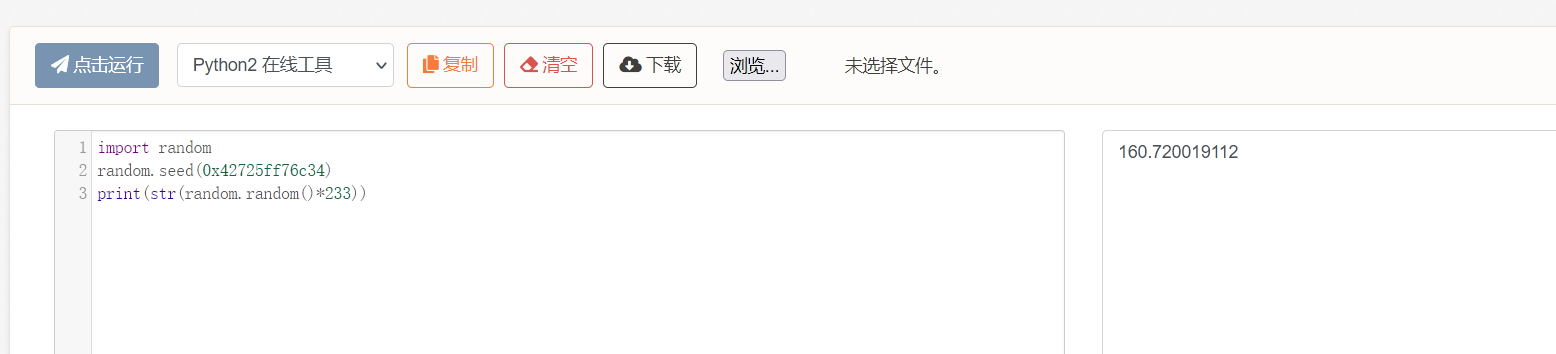 点击运行 Python2 在线工具 复制 清空 下载 浏览... 未选择文件。
1 import random
2 random.seed(0x42725ff76c34)
3 print(str(random.random()*233))
160.720019112